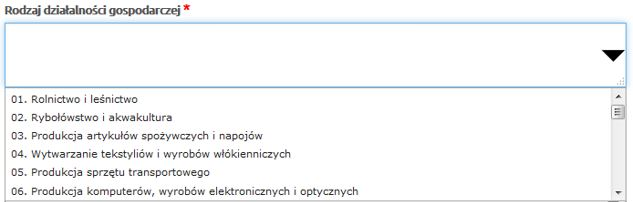 Rodzaj działalności gospodarczej *
01. Rolnictwo i leśnictwo
02. Rybołówstwo i akwakultura
03. Produkcja artykułów spożywczych i napojów
04. Wytwarzanie tekstyliów i wyrobów włókienniczych
05. Produkcja sprzętu transportowego
06. Produkcja komputerów, wyrobów elektronicznych i optycznych